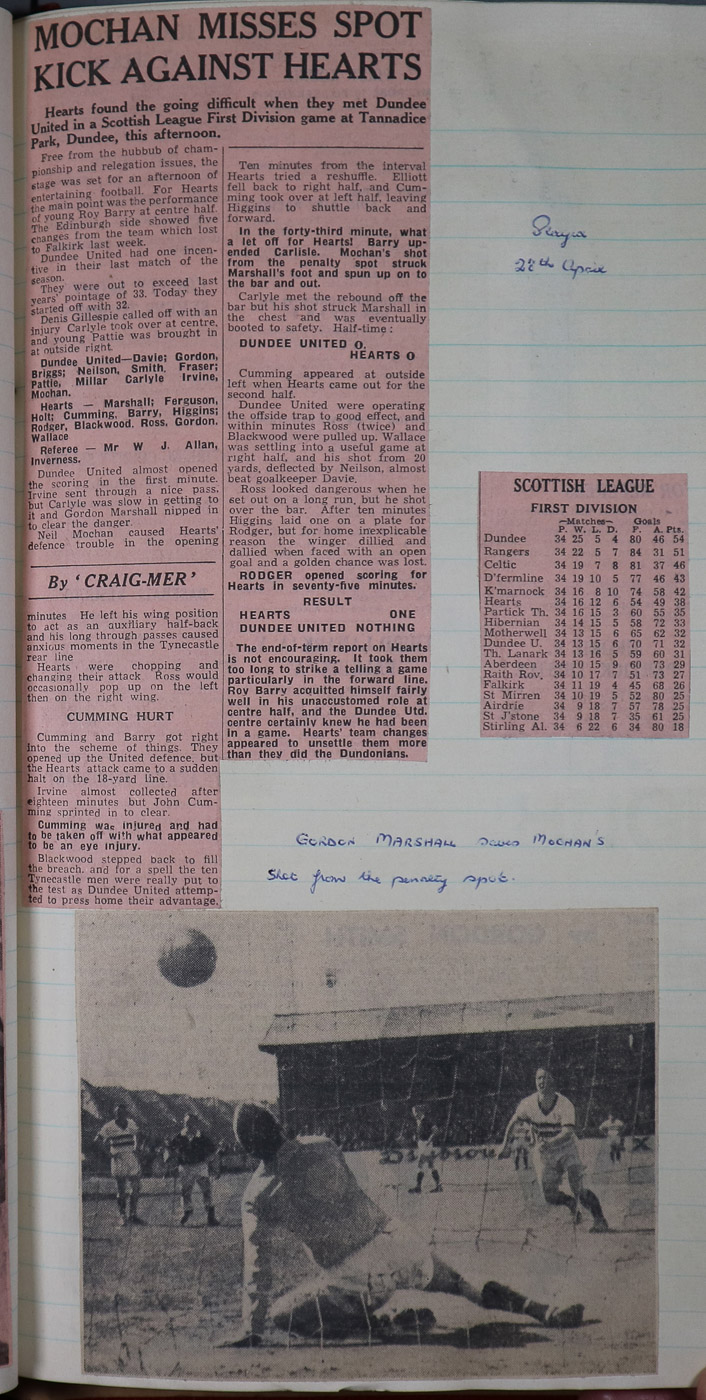 MOCHAN MISSES SPOT
KICK AGAINST HEARTS
Hearts found the going difficult when they met Dundee
United in a Scottish League First Division game at Tannadice
Park, Dundee, this afternoon.
Free from the hubbub of cham-
pionship and relegation issues, the
stage was set for an afternoon of
entertaining football. For Hearts
the main point was the performance
of young Roy Barry at centre half.
The Edinburgh side showed five
changes from the team which lost
to Falkirk last week.
Dundee United had one incen-
tive in their last match of the
season.
They were out to exceed last
years' pointage of 33. Today they
started off with 32.
Denis Gillespie called off with an
injury Carlyle took over at centre,
and young Pattie was brought in
at outside right.
Dundee United—Davie; Gordon,
Briggs; Neilson, Smith, Fraser;
Pattie, Millar Carlyle Irvine,
Mochan.
Hearts — Marshall; Ferguson,
Holt; Cumming, Barry, Higgins;
Rodger, Blackwood, Ross, Gordon,
Wallace
Referee — Mr W J. Allan,
Inverness.
Dundee United almost opened
the scoring in the first minute.
Irvine sent through a nice pass,
but Carlyle was slow in getting to
it and Gordon Marshall nipped in
to clear the danger.
Neil Mochan caused Hearts'
defence trouble in the opening
By 'CRAIG-MER'
minutes He left his wing position
to act as an auxiliary half-back
and his long through passes caused
anxious moments in the Tynecastle
rear line
Hearts were chopping and
changing their attack. Ross would
occasionally pop up on the left
then on the right wing.
CUMMING HURT
Cumming and Barry got right
into the scheme of things. They
opened up the United defence, but
the Hearts attack came to a sudden
halt on the 18-yard line.
Irvine almost collected after
eighteen minutes but John Cum-
ming sprinted in to clear.
Cumming was injured and had
to be taken off with what appeared
to be an eye injury.
Blackwood stepped back to fill
the breach, and for a spell the ten
Tynecastle men were really put to
the test as Dundee United attemp-
ted to press home their advantage.
Ten minutes from the interval
Hearts tried a reshuffle. Elliott
fell back to right half, and Cum-
ming took over at left half, leaving
Higgins to shuttle back and
forward.
In the forty-third minute, what
a let off for Hearts! Barry up-
ended Carlisle. Mochan's shot
from the penalty spot struck
Marshall's foot and spun up on to
the bar and out.
Carlyle met the rebound off the
bar but his shot struck Marshall in
the chest and was eventually
booted to safety. Half-time:
DUNDEE UNITED 0.
HEARTS 0
Cumming appeared at outside
left when Hearts came out for the
second half.
Dundee United were operating
the offside trap to good effect, and
within minutes Ross (twice) and
Blackwood were pulled up. Wallace
was settling into a useful game at
right half, and his shot from 20
yards, deflected by Neilson, almost
beat goalkeeper Davie.
Ross looked dangerous when he
set out on a long run, but he shot
over the bar. After ten minutes
Higgins laid one on a plate for
Rodger, but for home inexplicable
reason the winger dillied and
dallied when faced with an open
goal and a golden chance was lost.
RODGER opened scoring for
Hearts in seventy-five minutes.
RESULT
HEARTS ONE
DUNDEE UNITED NOTHING
The end-of-term report on Hearts
is not encouraging. It took them
too long to strike a telling a game
particularly in the forward line.
Roy Barry acquitted himself fairly
well in his unaccustomed role at
centre half, and the Dundee Utd.
centre certainly knew he had been
in a game. Hearts' team changes
appeared to unsettle them more
than they did the Dundonians.
28th April
SCOTTISH LEAGUE
FIRST DIVISION
Matches Goals
P. W. L. D. F. A. Pts.
Dundee 34 25 5 4 80 46 54
Rangers 34 22 5 7 84 31 51
Celtic 34 19 7 8 81 37 46
D'fermline 34 19 10 5 77 46 43
K'marnock 34 16 8 10 74 58 42
Hearts 34 16 12 6 54 49 38
Partick Th. 34 16 15 3 60 55 35
Hibernian 34 14 15 5 58 72 33
Motherwell 34 13 15 6 65 62 32
Dundee U. 34 13 15 6 70 71 32
Th. Lanark 34 13 16 5 59 60 31
Aberdeen 34 10 15 9 60 73 29
Raith Rov. 34 10 17 7 51 73 27
Falkirk 34 11 19 4 45 68 26
St Mirren 34 10 19 5 52 80 25
Airdrie 34 9 18 7 57 78 25
St J'stone 34 9 18 7 35 61 25
Stirling Al. 34 6 22 6 34 80 18
GORDON MARSHALL saves MOCHAN'S
shot from the penalty spot.